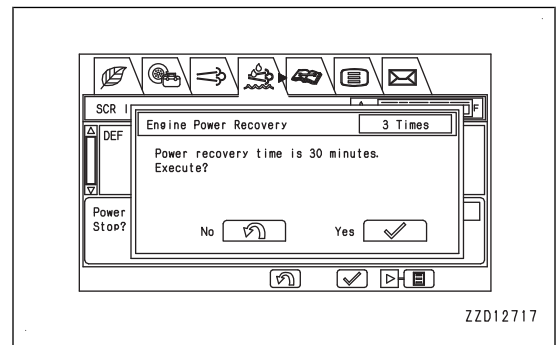 SCR I
F
Engine Power Recovery 3 Times
DEF
Power recovery time is 30 minutes.
Execute?
Power
Stop?
No Yes
ZZD12717